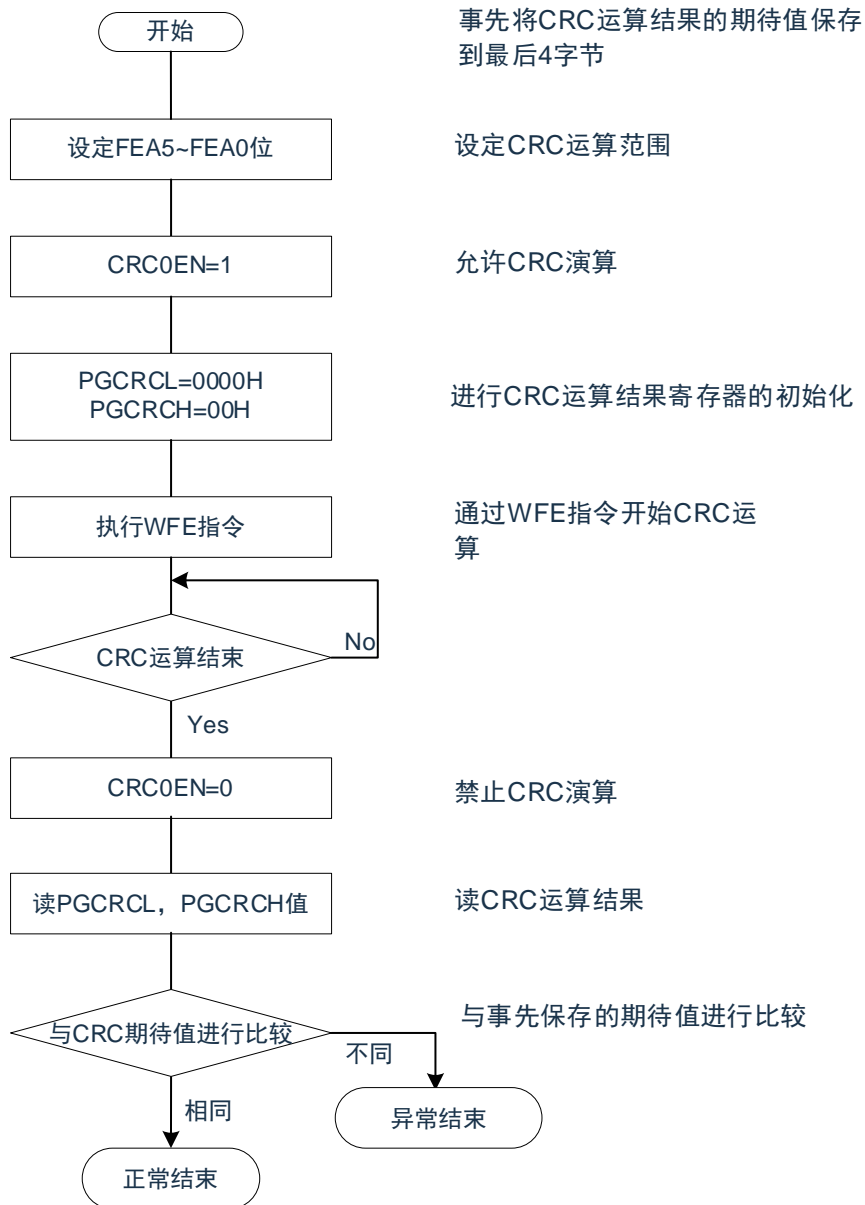 开始
事先将CRC运算结果的期待值保存
到最后4字节
设定FEA5~FEA0位
设定CRC运算范围
CRC0EN=1
允许CRC演算
PGCRCL=0000H
PGCRCH=00H
进行CRC运算结果寄存器的初始化
执行WFE指令
通过WFE指令开始CRC运
算
CRC运算结束
No
Yes
CRC0EN=0
禁止CRC演算
读PGCRCL，PGCRCH值
读CRC运算结果
与CRC期待值进行比较
与事先保存的期待值进行比较
不同
相同
异常结束
正常结束